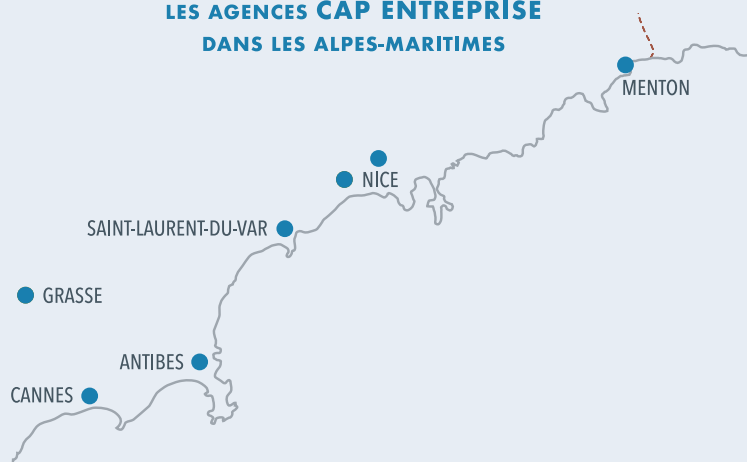 LES AGENCES CAP ENTREPRISE
DANS LES ALPES-MARITIMES
MENTON
NICE
SAINT-LAURENT-DU-VAR
GRASSE
ANTIBES
CANNES